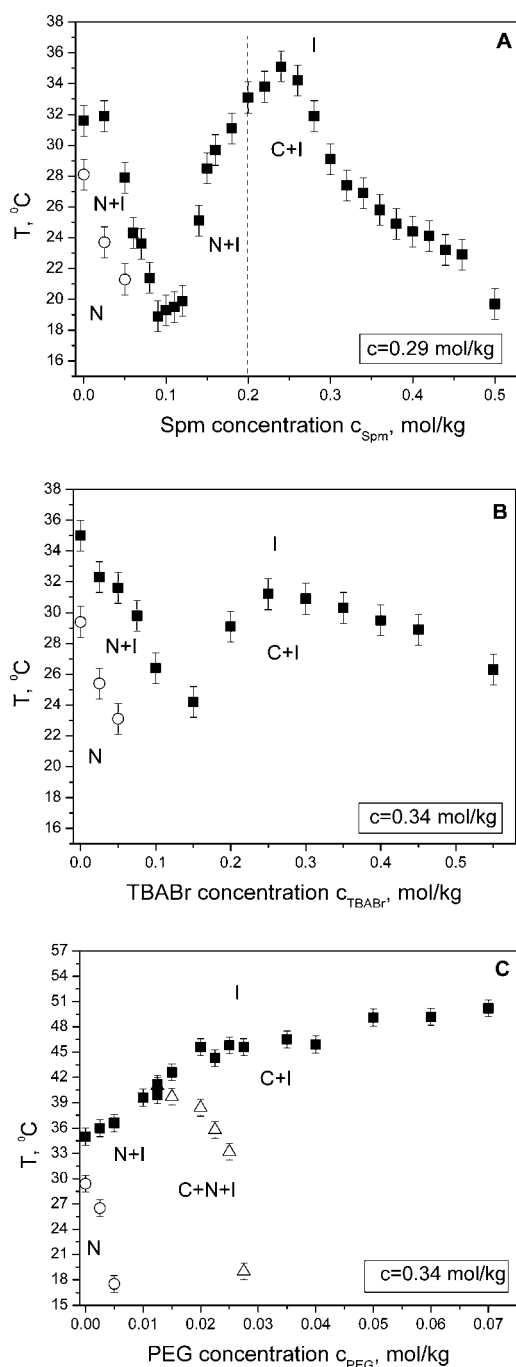 A
I
38
36
34
32
30
28
26
24
22
20
18
16
T, °C
N+I
N
N+I
C+I
c=0.29 mol/kg
0.0 0.1 0.2 0.3 0.4 0.5
Spm concentration c_Spm, mol/kg
B
I
38
36
34
32
30
28
26
24
22
20
18
16
T, °C
N+I
N
C+I
c=0.34 mol/kg
0.0 0.1 0.2 0.3 0.4 0.5
TBABr concentration c_TBABr, mol/kg
C
I
57
54
51
48
45
42
39
36
33
30
27
24
21
18
15
T, °C
C+I
N+I
C+N+I
N
c=0.34 mol/kg
0.00 0.01 0.02 0.03 0.04 0.05 0.06 0.07
PEG concentration c_PEG, mol/kg